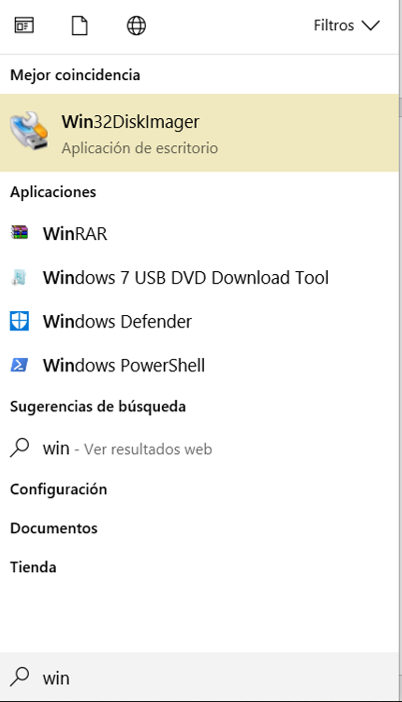 Filtros
Mejor coincidencia
Win32DiskImager
Aplicación de escritorio
Aplicaciones
WinRAR
Windows 7 USB DVD Download Tool
Windows Defender
Windows PowerShell
Sugerencias de búsqueda
win - Ver resultados web
Configuración
Documentos
Tienda
win